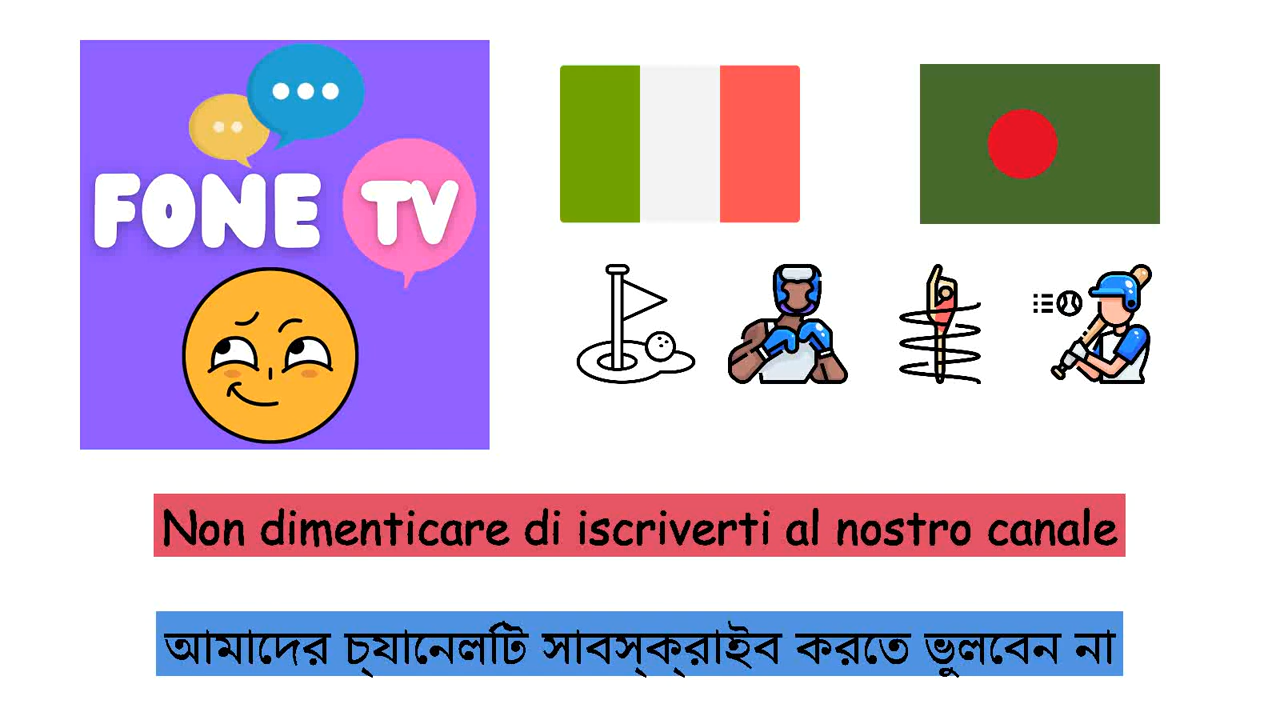 FONE TV
Non dimenticare di iscriverti al nostro canale
আমাদের চ্‌যানেলটি সাবস্‌ক্‌রাইব করতে ভুলবেন না